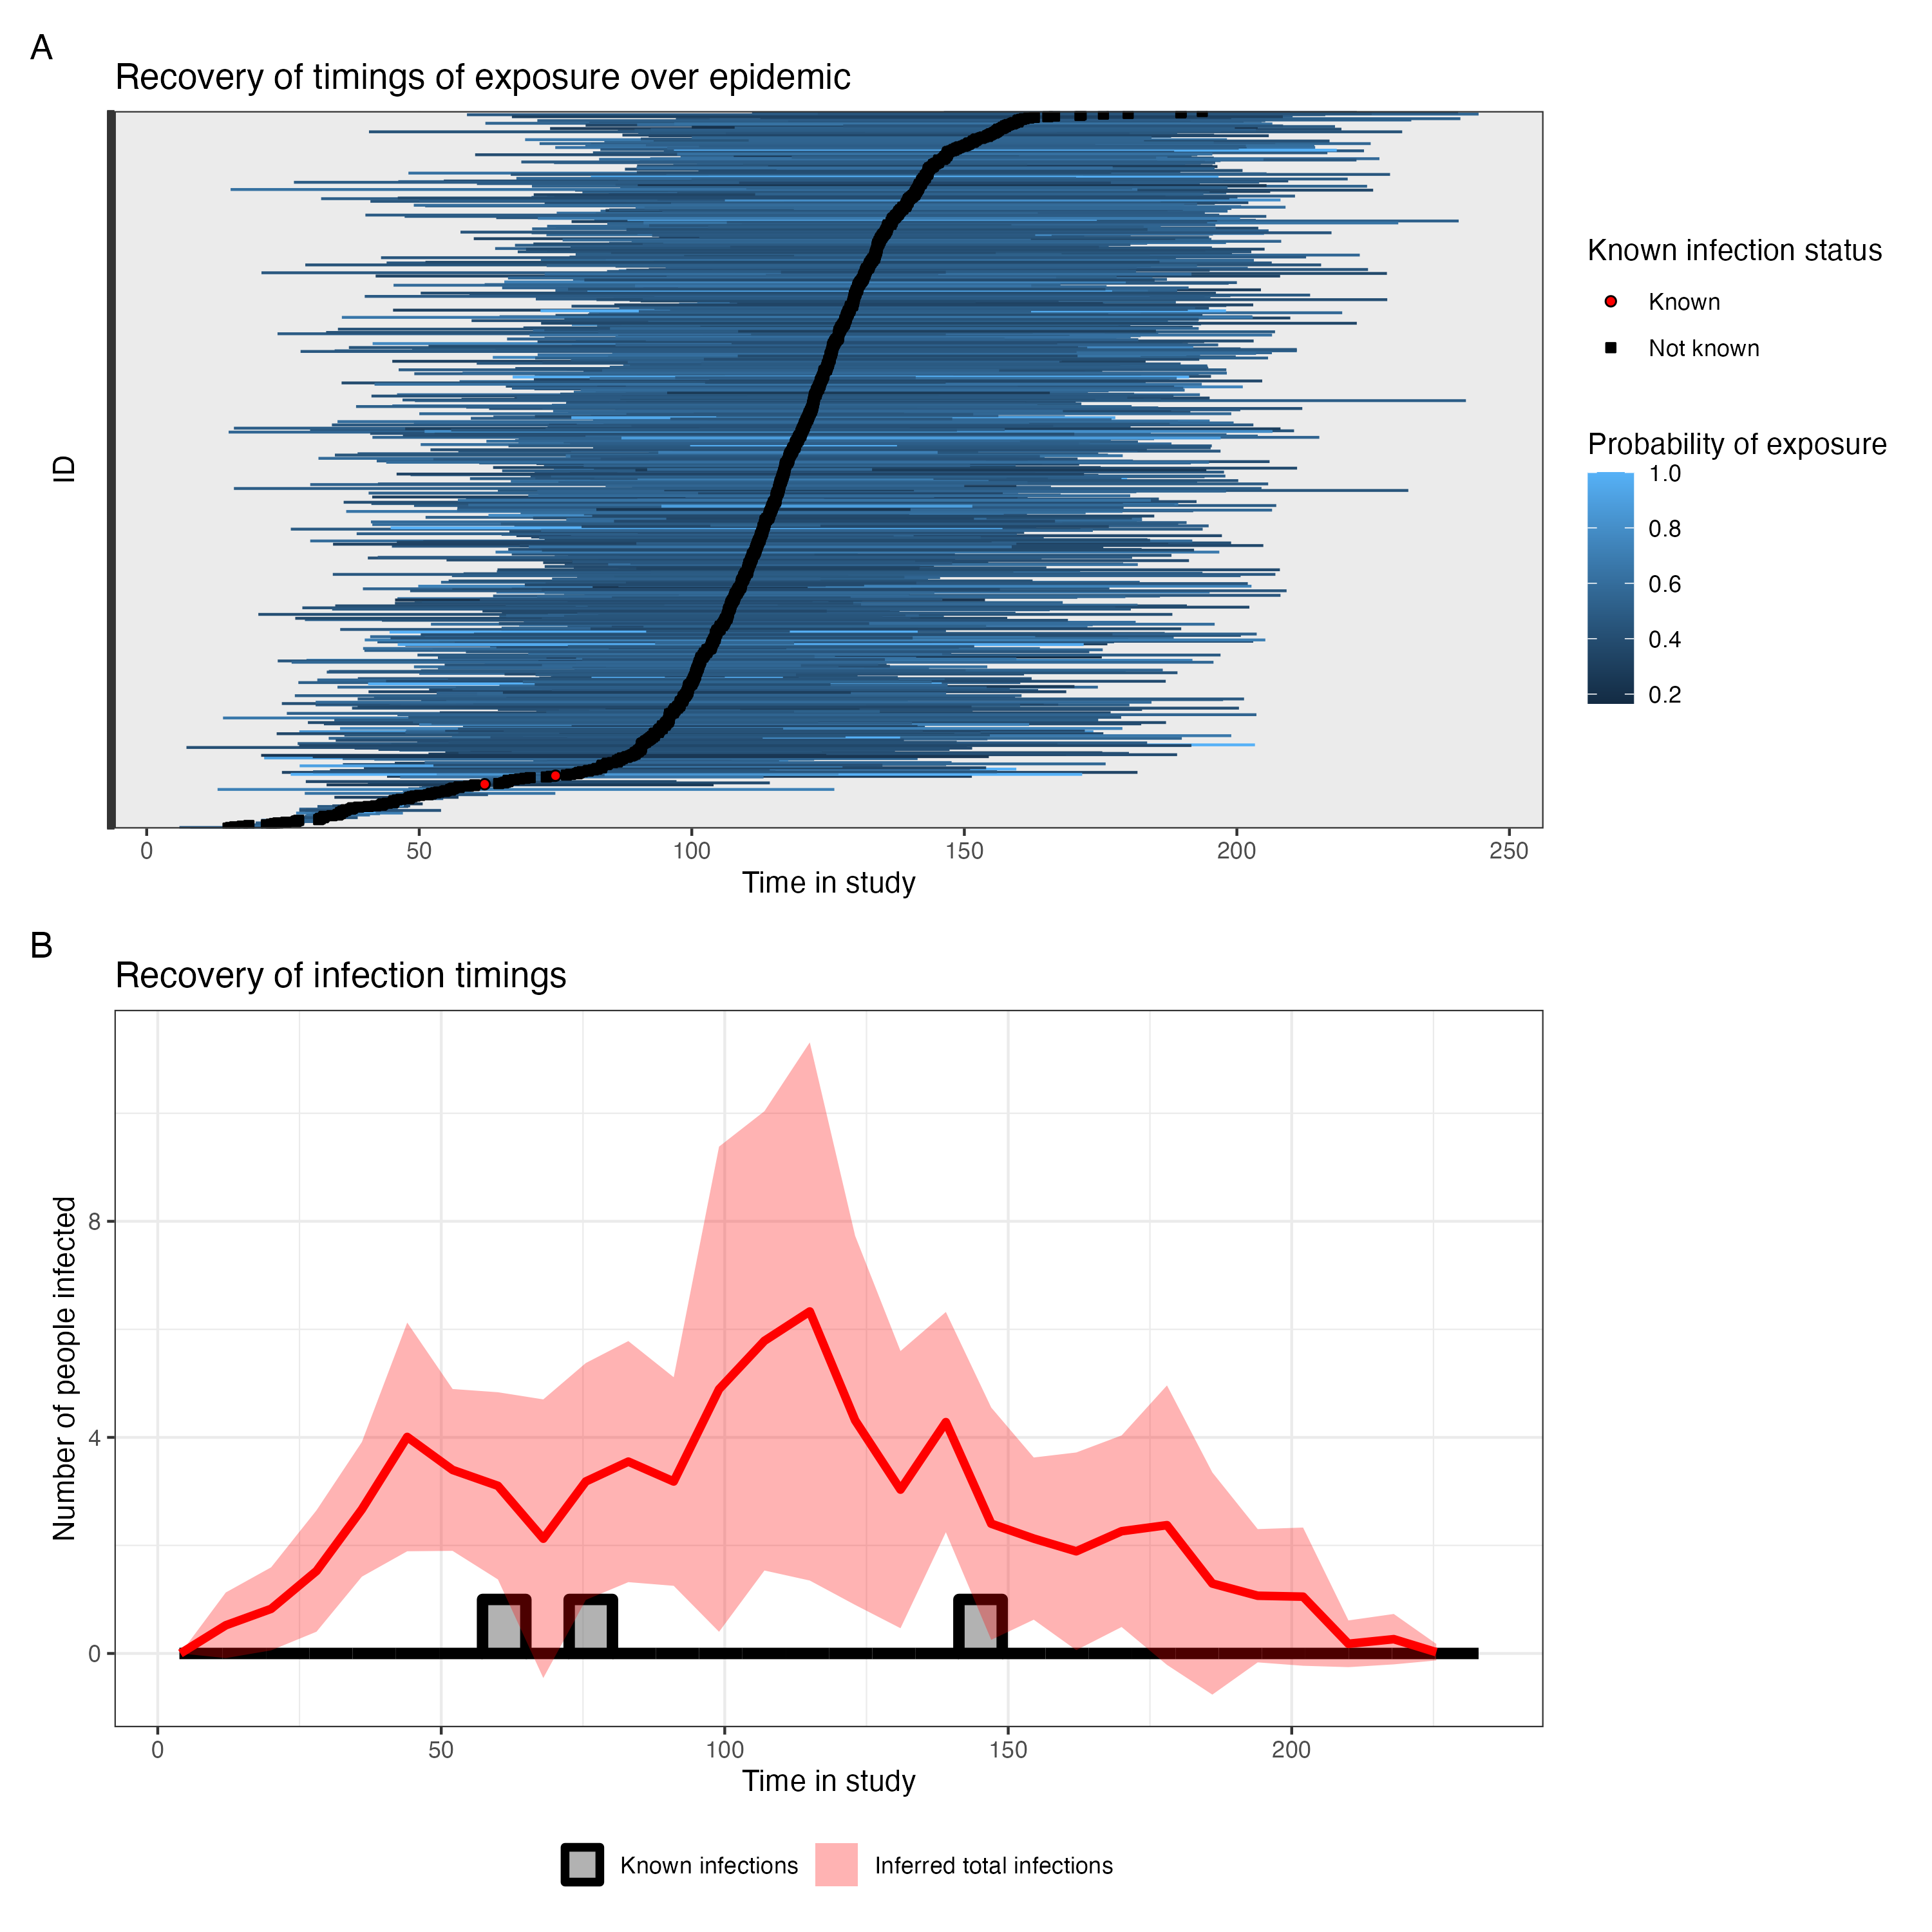 A
Recovery of timings of exposure over epidemic
ID
0 50 100 150 200 250
Time in study
Known infection status
Known
Not known
Probability of exposure
1.0
0.8
0.6
0.4
0.2
B
Recovery of infection timings
Number of people infected
8
4
0
0 50 100 150 200
Time in study
Known infections Inferred total infections